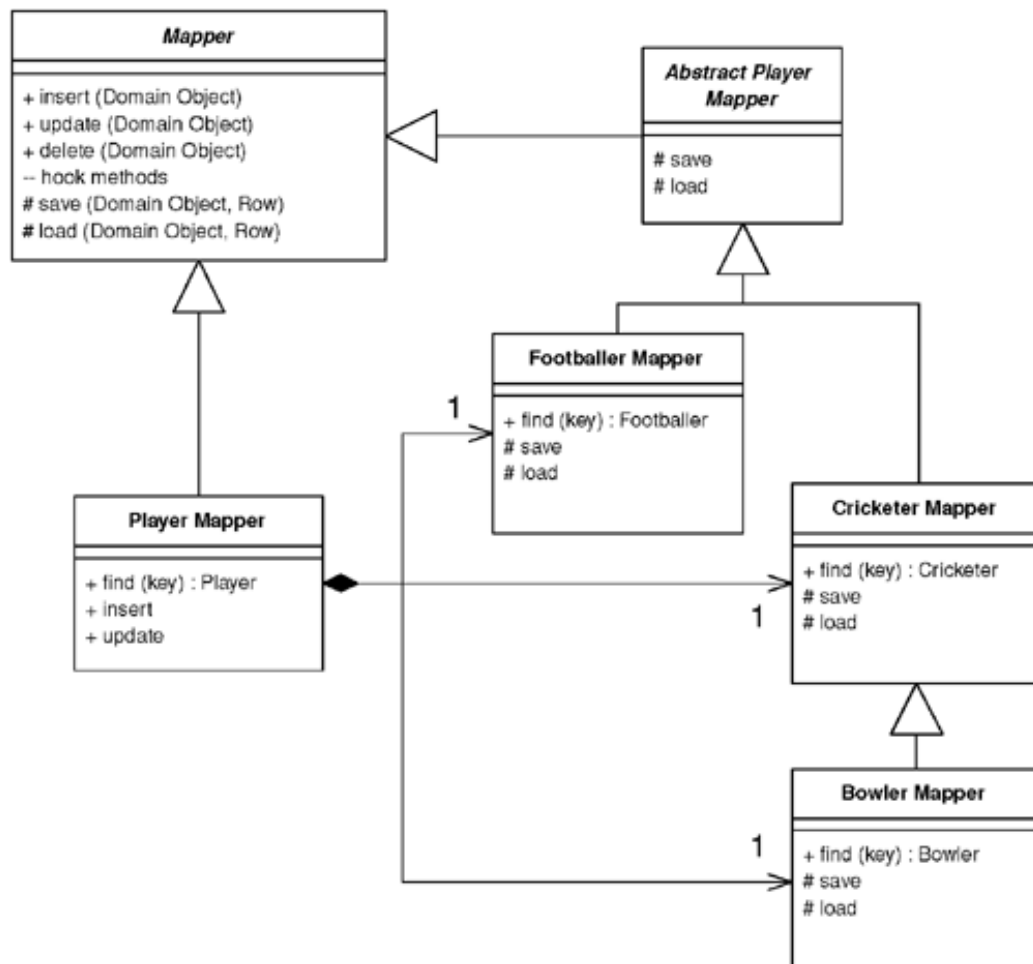 Mapper
+ insert (Domain Object)
+ update (Domain Object)
+ delete (Domain Object)
-- hook methods
# save (Domain Object, Row)
# load (Domain Object, Row)
Abstract Player
Mapper
# save
# load
Footballer Mapper
+ find (key) : Footballer
# save
# load
1
Player Mapper
+ find (key) : Player
+ insert
+ update
Cricketer Mapper
+ find (key) : Cricketer
# save
# load
1
Bowler Mapper
+ find (key) : Bowler
# save
# load
1